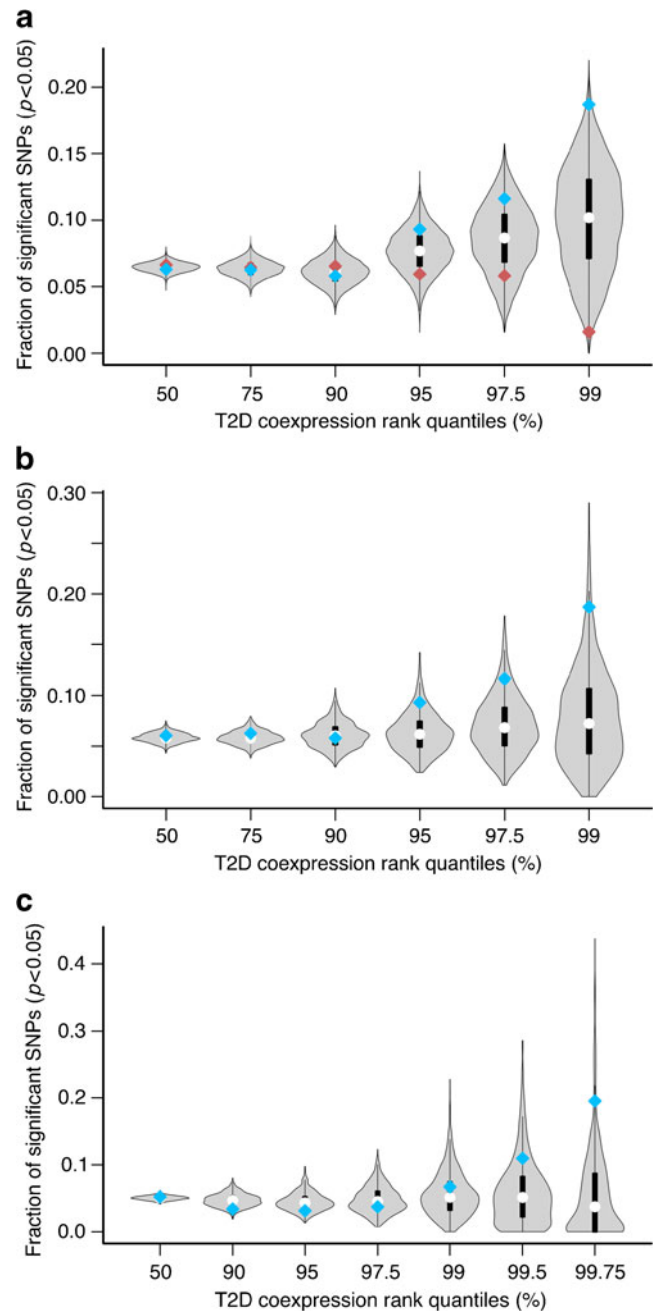 a
Fraction of significant SNPs (p<0.05)
0.20
0.15
0.10
0.05
0.00
50 75 90 95 97.5 99
T2D coexpression rank quantiles (%)
b
Fraction of significant SNPs (p<0.05)
0.30
0.20
0.10
0.00
50 75 90 95 97.5 99
T2D coexpression rank quantiles (%)
c
Fraction of significant SNPs (p<0.05)
0.4
0.3
0.2
0.1
0.0
50 90 95 97.5 99 99.5 99.75
T2D coexpression rank quantiles (%)